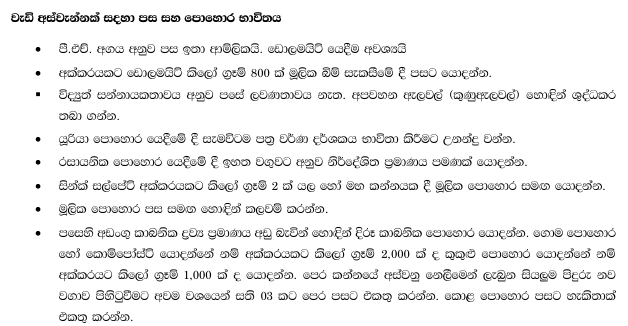 වැඩි අස්වැන්නක් සඳහා පස සහ පොහොර භාවිතය
• පී.එච්. අගය අනුව පස ඉතා ආම්ලිකයි. ඩොලමයිට් යෙදීම අවශ්‍යයි
• අක්කරයකට ඩොලමයිට් කිලෝ ග්‍රෑම් 800 ක් මූලික බිම් සැකසීමේ දී පසට යොදන්න.
▪ විද්‍යුත් සන්නායකතාවය අනුව පසේ ලවණතාවය නැත. අපවහන ඇලවල් (කුණුඇලවල්) හොඳින් ශුද්ධකර
තබා ගන්න.
• යූරියා පොහොර යෙදීමේ දී සැමවිටම පත්‍ර වර්ණ දර්ශකය භාවිතා කිරීමට උනන්දු වන්න.
• රසායනික පොහොර යෙදීමේ දී ඉහත වගුවට අනුව නිර්දේශිත ප්‍රමාණය පමණක් යොදන්න.
• සින්ක් සල්පේට් අක්කරයකට කිලෝ ග්‍රෑම් 2 ක් යල හෝ මහ කන්නයක දී මූලික පොහොර සමඟ යොදන්න.
• මූලික පොහොර පස සමඟ හොඳින් කලවම් කරන්න.
• පසෙහි අඩංගු කාබනික ද්‍රව්‍ය ප්‍රමාණය අඩු බැවින් හොඳින් දිරූ කාබනික පොහොර යොදන්න. ගොම පොහොර
හෝ කොම්පෝස්ට් යොදන්නේ නම් අක්කරයකට කිලෝ ග්‍රෑම් 2,000 ක් ද කුකුළු පොහොර යොදන්නේ නම්
අක්කරයට කිලෝ ග්‍රෑම් 1,000 ක් ද යොදන්න. පෙර කන්නයේ අස්වනු නෙලීමෙන් ලැබුන සියලුම පිදුරු නව
වගාව පිහිටුවීමට අවම වශයෙන් සති 03 කට පෙර පසට එකතු කරන්න. කොළ පොහොර පසට හැකිතාක්
එකතු කරන්න.